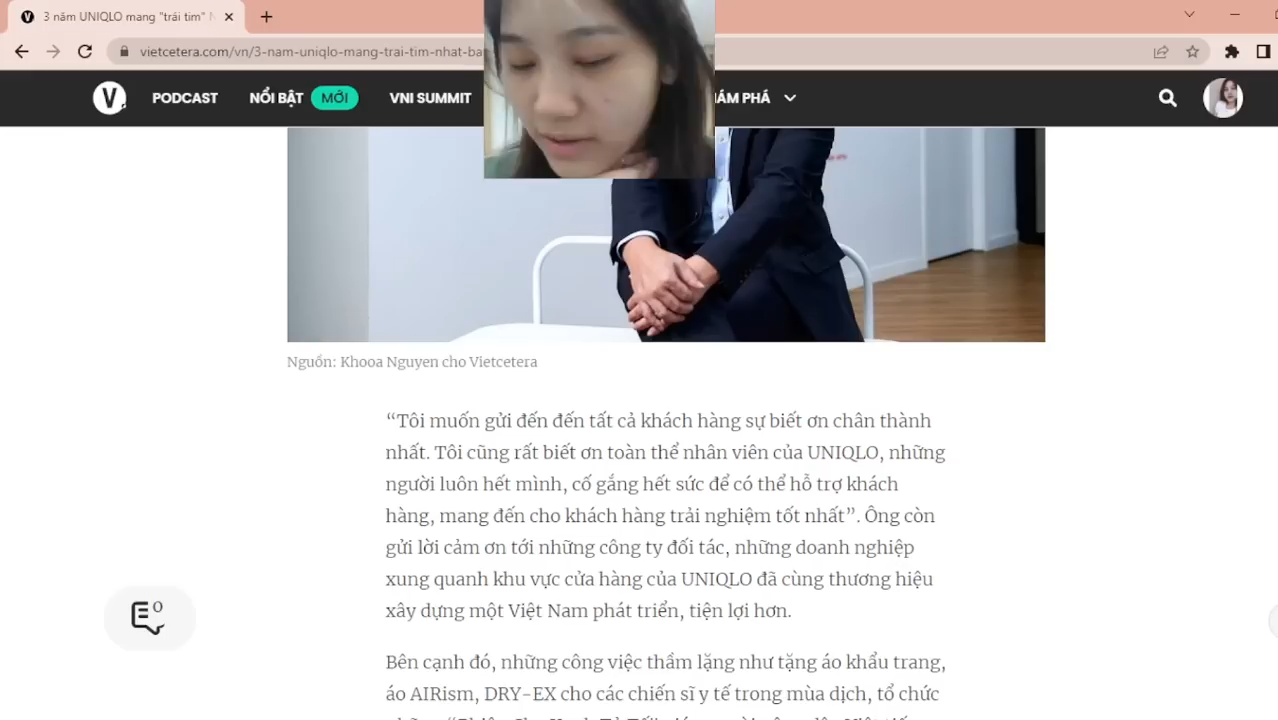 3 năm UNIQLO mang "trái tim" N
vietcetera.com/vn/3-nam-uniqlo-mang-trai-tim-nhat-ba
V. PODCAST NỔI BẬT MỚI VNI SUMMIT ÁM PHÁ
Nguồn: Khooa Nguyen cho Vietcetera
“Tôi muốn gửi đến đến tất cả khách hàng sự biết ơn chân thành
nhất. Tôi cũng rất biết ơn toàn thể nhân viên của UNIQLO, những
người luôn hết mình, cố gắng hết sức để có thể hỗ trợ khách
hàng, mang đến cho khách hàng trải nghiệm tốt nhất”. Ông còn
gửi lời cảm ơn tới những công ty đối tác, những doanh nghiệp
xung quanh khu vực cửa hàng của UNIQLO đã cùng thương hiệu
xây dựng một Việt Nam phát triển, tiện lợi hơn.
0
Bên cạnh đó, những công việc thầm lặng như tặng áo khẩu trang,
áo AIRism, DRY-EX cho các chiến sĩ y tế trong mùa dịch, tổ chức